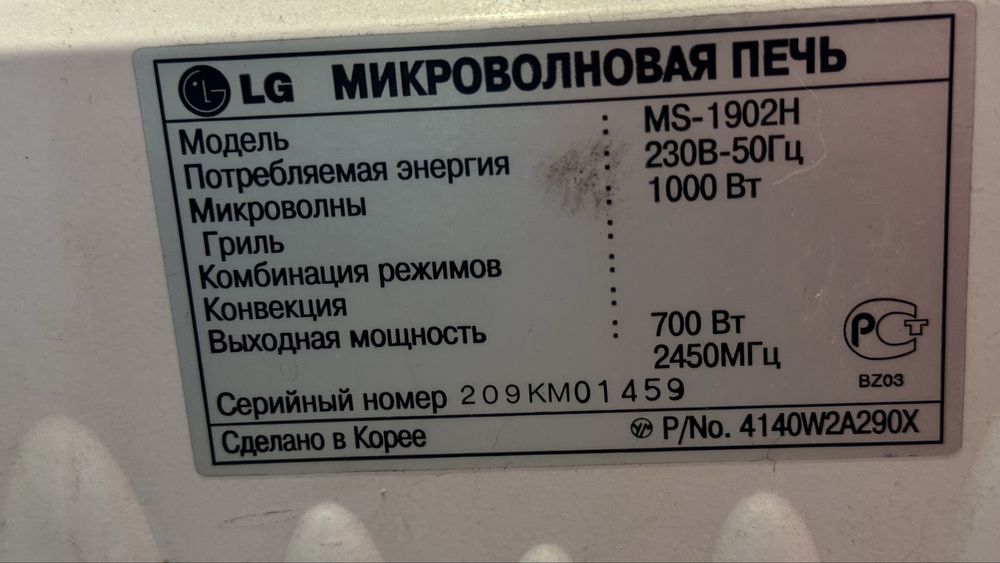 LG МИКРОВОЛНОВАЯ ПЕЧЬ
Модель : MS-1902H
Потребляемая энергия : 230В-50Гц
Микроволны : 1000 Вт
Гриль :
Комбинация режимов :
Конвекция :
Выходная мощность : 700 Вт
2450МГц
РСТ
BZ03
Серийный номер 209KM01459
Сделано в Корее P/No. 4140W2A290X